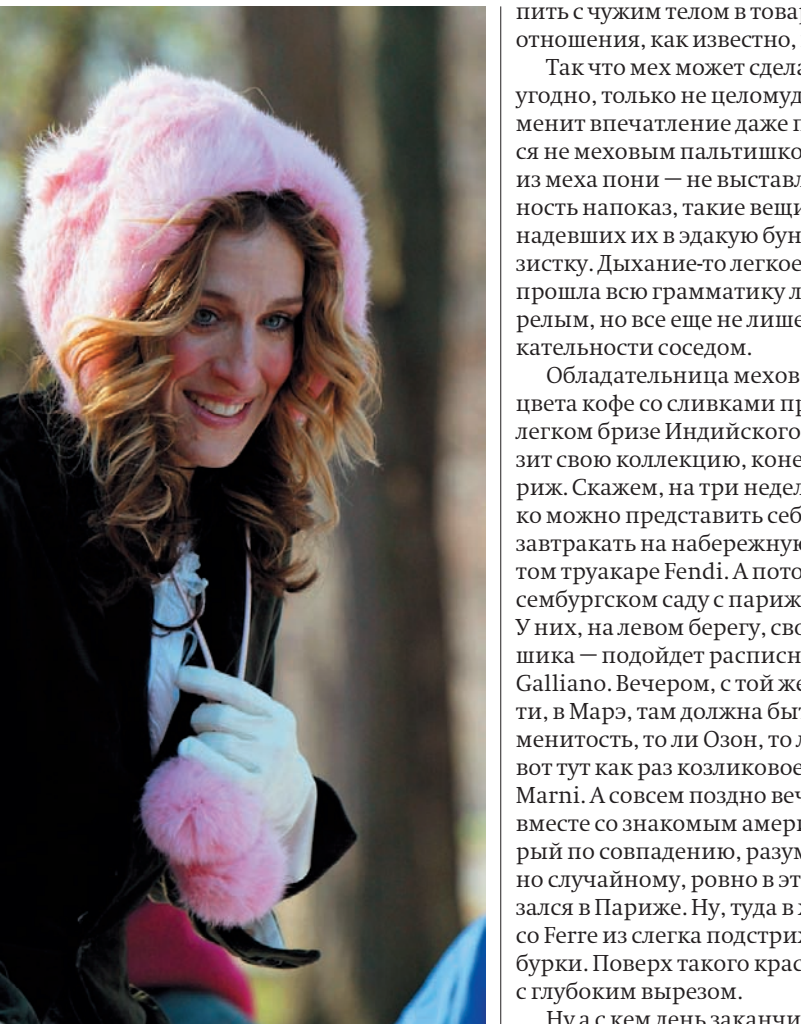 пить с чужим телом в това
отношения, как известно,
Так что мех может сдела
угодно, только не целомуд
менит впечатление даже п
ся не меховым пальтишко
из меха пони — не выставл
ность напоказ, такие вещи
надевших их в эдакую бун
зистку. Дыхание-то легкое
прошла всю грамматику л
релым, но все еще не лише
кательности соседом.
Обладательница мехов
цвета кофе со сливками пр
легком бризе Индийского
зит свою коллекцию, коне
риж. Скажем, на три недел
ко можно представить себ
завтракать на набережную
том труакаре Fendi. А пото
сембургском саду с париж
У них, на левом берегу, сво
шика — подойдет расписн
Galliano. Вечером, с той же
ти, в Марэ, там должна быт
менитость, то ли Озон, то л
вот тут как раз козликовое
Marni. А совсем поздно веч
вместе со знакомым амери
рый по совпадению, разум
но случайному, ровно в эт
зался в Париже. Ну, туда в
со Ferre из слегка подстриж
бурки. Поверх такого крас
с глубоким вырезом.
Ну а с кем день заканчи